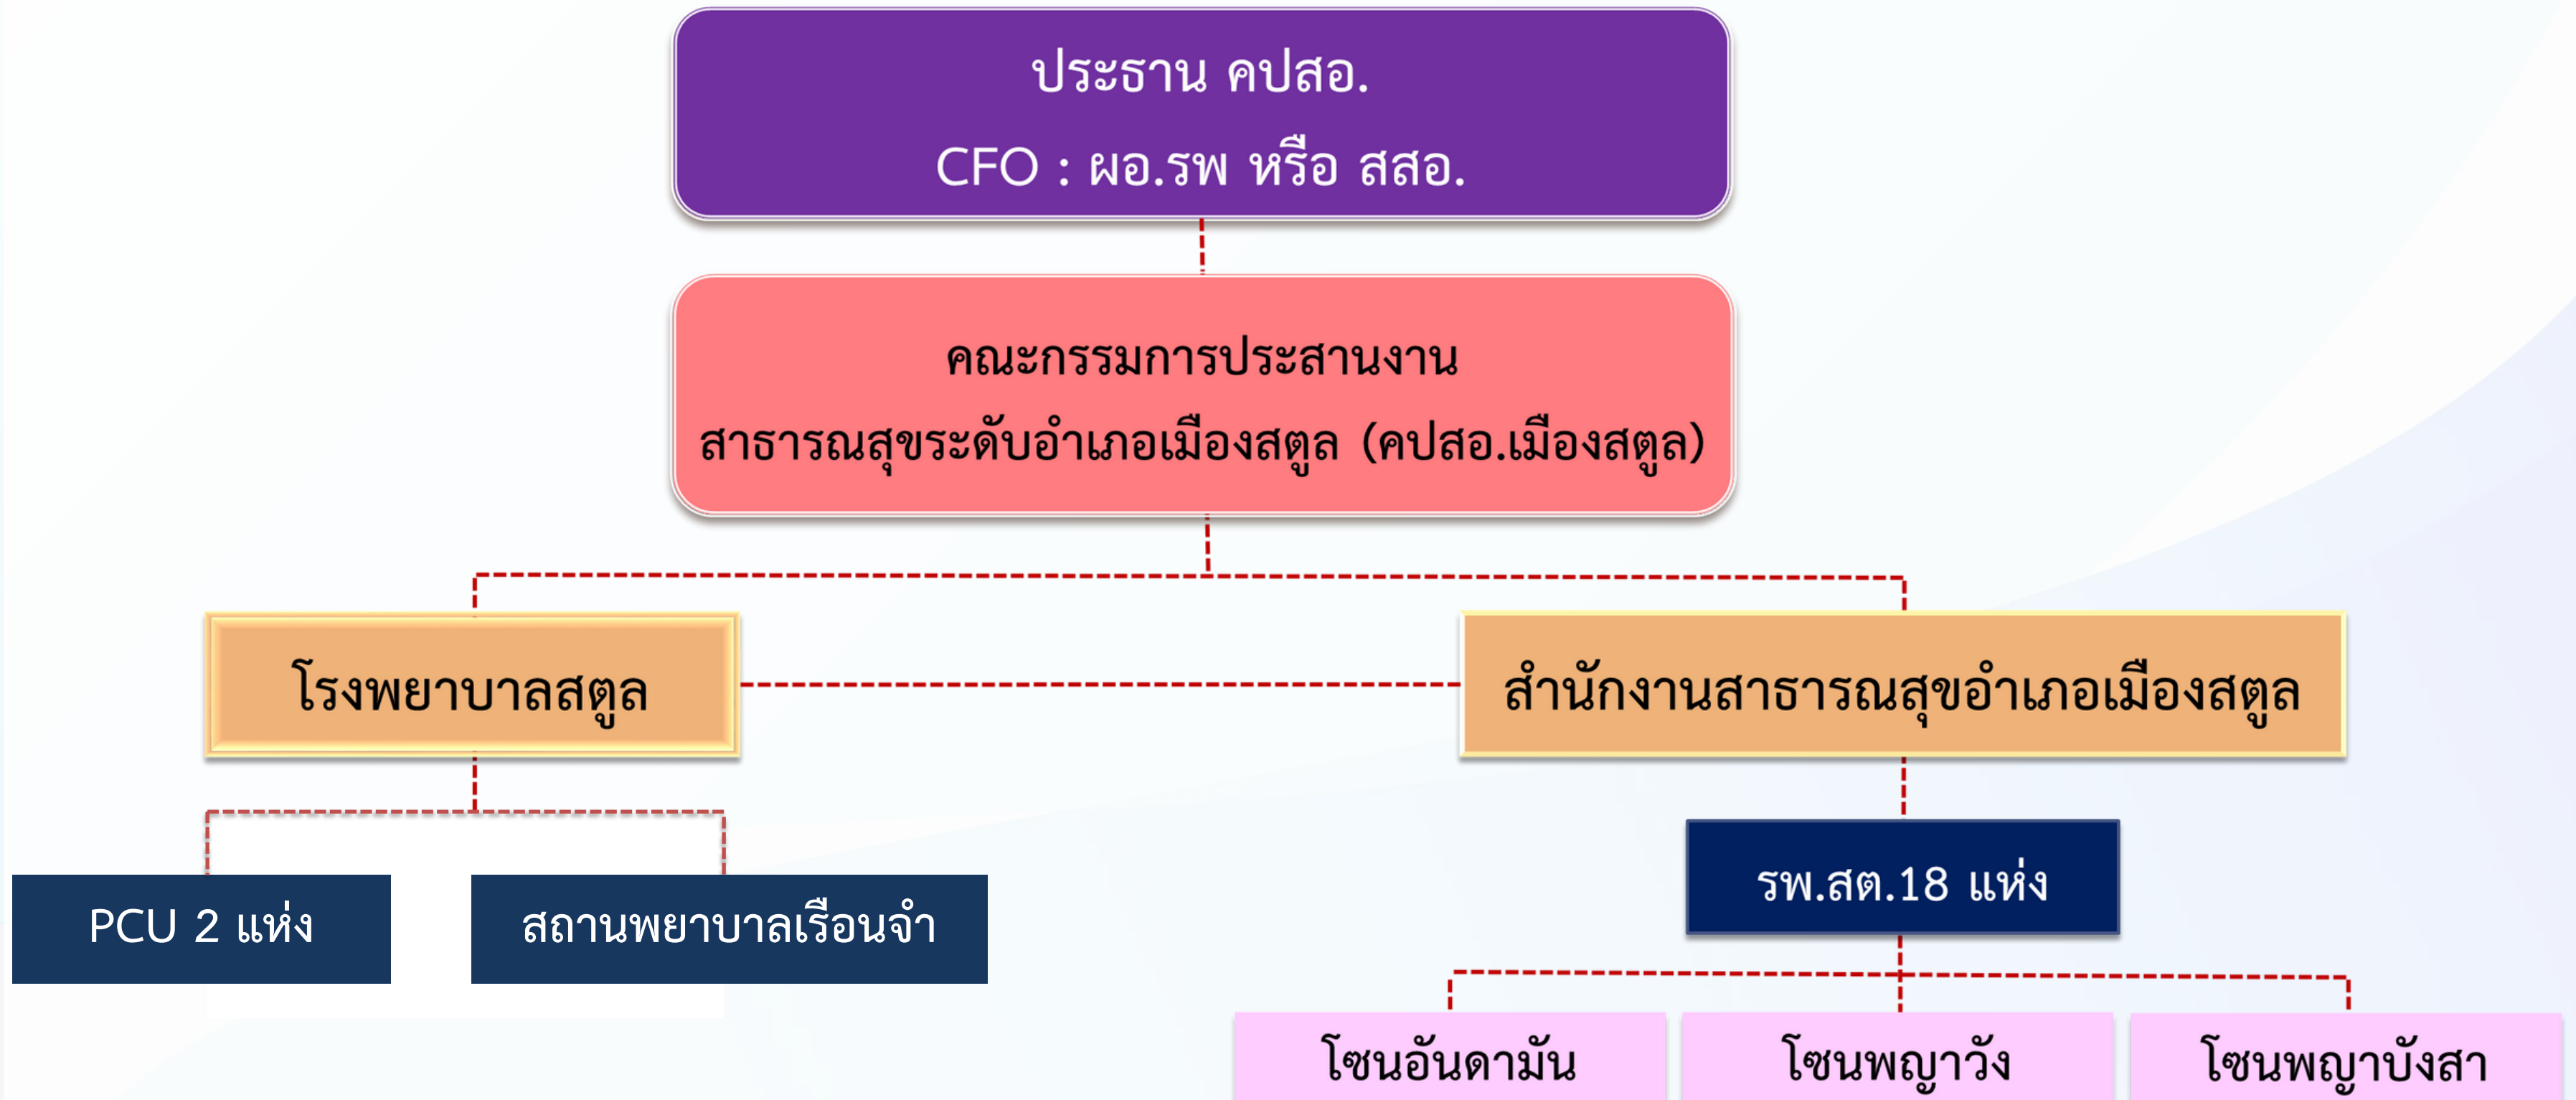 ประธาน คปสอ.
CFO : ผอ.รพ หรือ สสอ.
คณะกรรมการประสานงาน
สาธารณสุขระดับอำเภอเมืองสตูล (คปสอ.เมืองสตูล)
โรงพยาบาลสตูล
สำนักงานสาธารณสุขอำเภอเมืองสตูล
รพ.สต.18 แห่ง
PCU 2 แห่ง
สถานพยาบาลเรือนจำ
โซนอันดามัน
โซนพญาวัง
โซนพญาบังสา